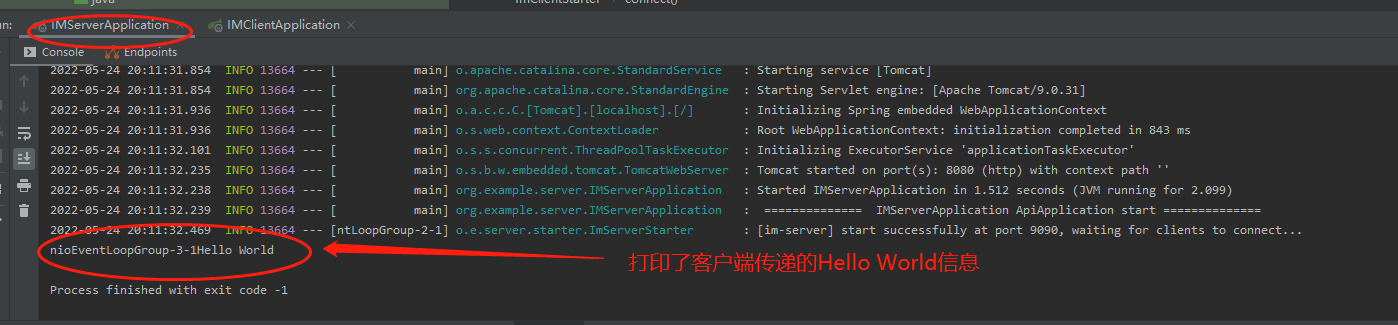 java
IMClientStarter connect()
un: IMServerApplication × IMClientApplication ×
Console Endpoints
2022-05-24 20:11:31.854 INFO 13664 --- [ main] o.apache.catalina.core.StandardService : Starting service [Tomcat]
2022-05-24 20:11:31.854 INFO 13664 --- [ main] org.apache.catalina.core.StandardEngine : Starting Servlet engine: [Apache Tomcat/9.0.31]
2022-05-24 20:11:31.936 INFO 13664 --- [ main] o.a.c.c.C.[Tomcat].[localhost].[/] : Initializing Spring embedded WebApplicationContext
2022-05-24 20:11:31.936 INFO 13664 --- [ main] o.s.web.context.ContextLoader : Root WebApplicationContext: initialization completed in 843 ms
2022-05-24 20:11:32.101 INFO 13664 --- [ main] o.s.s.concurrent.ThreadPoolTaskExecutor : Initializing ExecutorService 'applicationTaskExecutor'
2022-05-24 20:11:32.235 INFO 13664 --- [ main] o.s.b.w.embedded.tomcat.TomcatWebServer : Tomcat started on port(s): 8080 (http) with context path ''
2022-05-24 20:11:32.238 INFO 13664 --- [ main] org.example.server.IMServerApplication : Started IMServerApplication in 1.512 seconds (JVM running for 2.099)
2022-05-24 20:11:32.239 INFO 13664 --- [ main] org.example.server.IMServerApplication : ============== IMServerApplication ApiApplication start ==============
2022-05-24 20:11:32.469 INFO 13664 --- [ntLoopGroup-2-1] o.e.server.starter.ImServerStarter : [im-server] start successfully at port 9090, waiting for clients to connect...
nioEventLoopGroup-3-1Hello World
打印了客户端传递的Hello World信息
Process finished with exit code -1